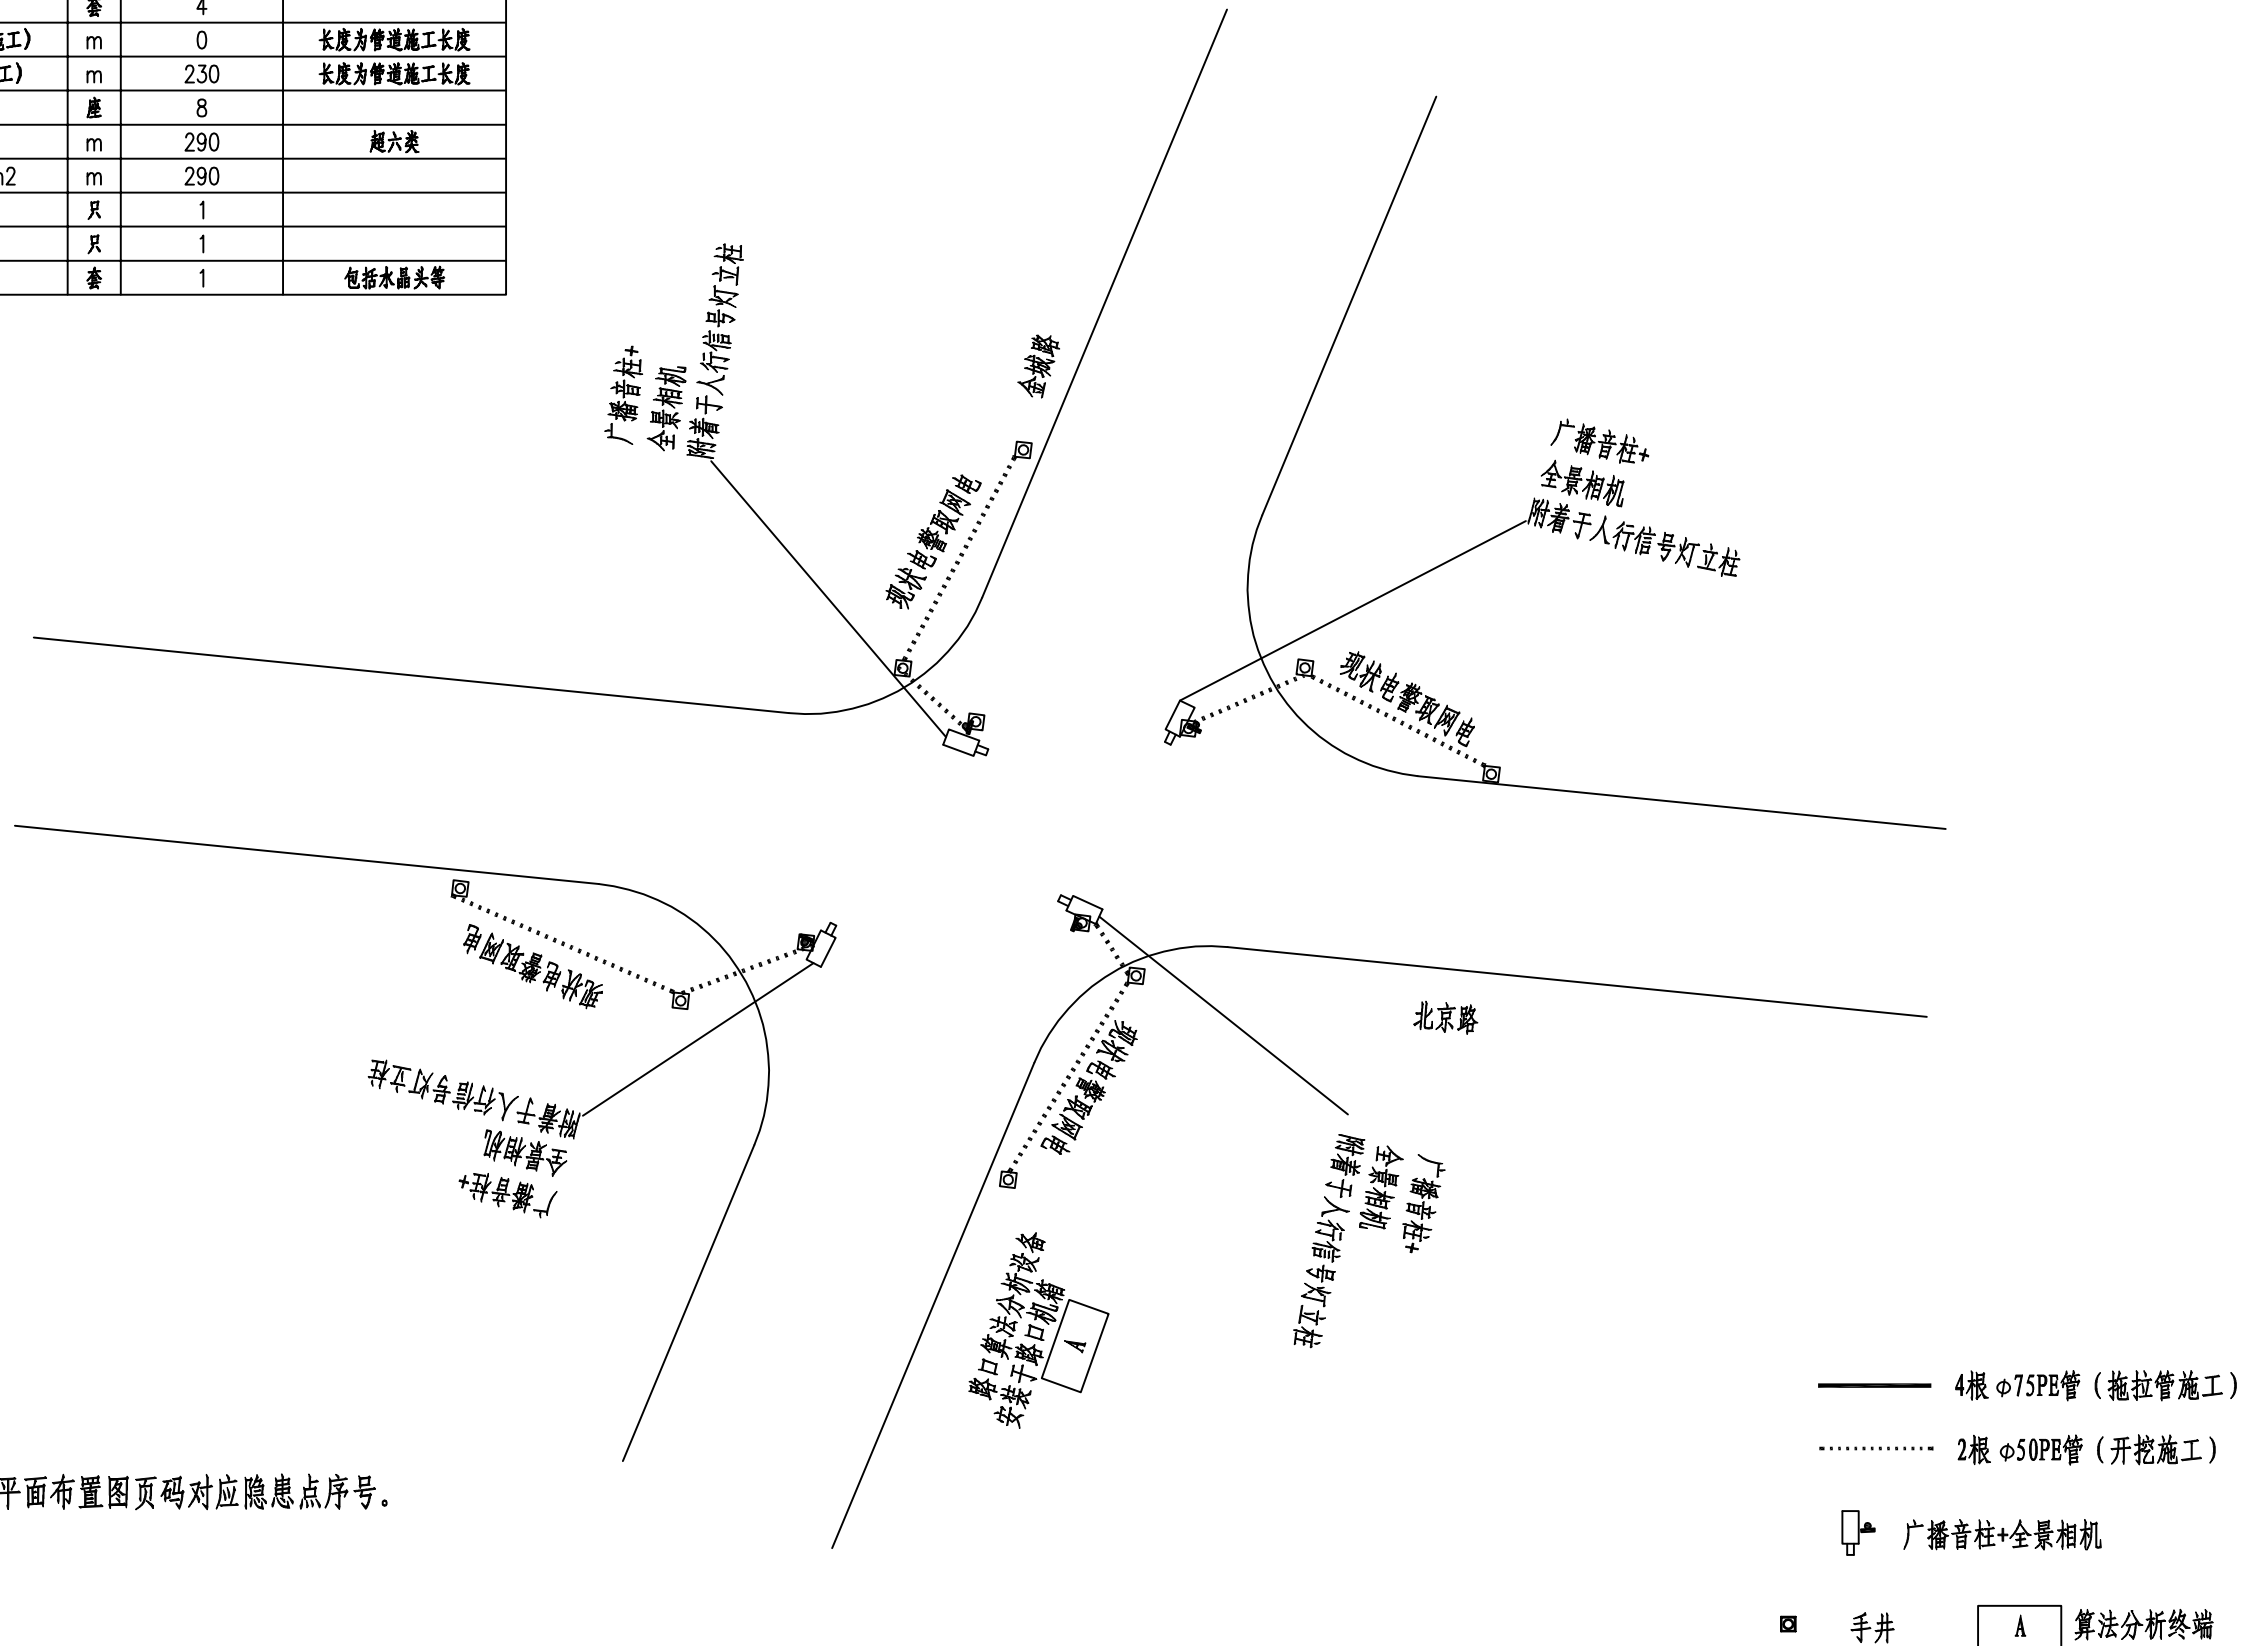 套 4
施工) m 0 长度为管道施工长度
工) m 230 长度为管道施工长度
座 8
m 290 超六类
m2 m 290
只 1
只 1
套 1 包括水晶头等
广播音柱+
全景相机
附着于人行信号灯立柱
金城路
现状电警取网电
广播音柱+
全景相机
附着于人行信号灯立柱
现状电警取网电
现状电警取网电
附着于人行信号灯立柱
全景相机
广播音柱+
北京路
现状电警取网电
广播音柱+
全景相机
附着于人行信号灯立柱
路口算法分析设备
安装于路口机箱
A
4根φ75PE管（拖拉管施工）
2根φ50PE管（开挖施工）
平面布置图页码对应隐患点序号。
广播音柱+全景相机
手井
A 算法分析终端